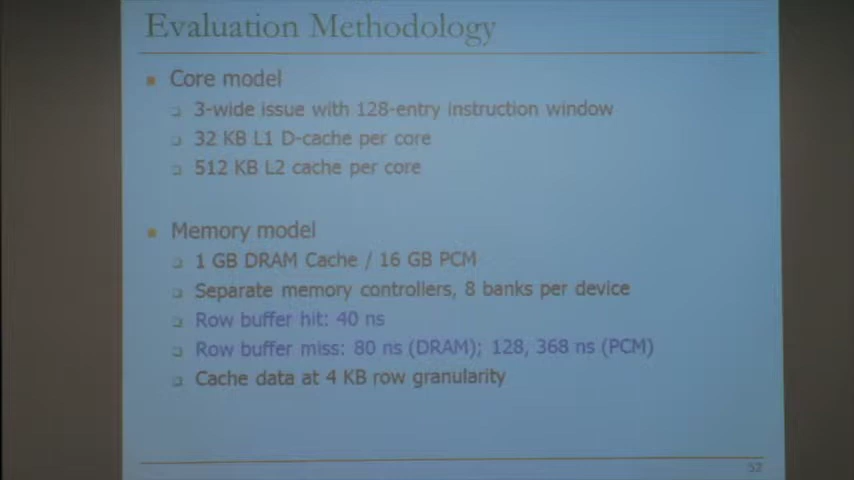 Evaluation Methodology
Core model
3-wide issue with 128-entry instruction window
32 KB L1 D-cache per core
512 KB L2 cache per core
Memory model
1 GB DRAM Cache / 16 GB PCM
Separate memory controllers, 8 banks per device
Row buffer hit: 40 ns
Row buffer miss: 80 ns (DRAM); 128, 368 ns (PCM)
Cache data at 4 KB row granularity
52